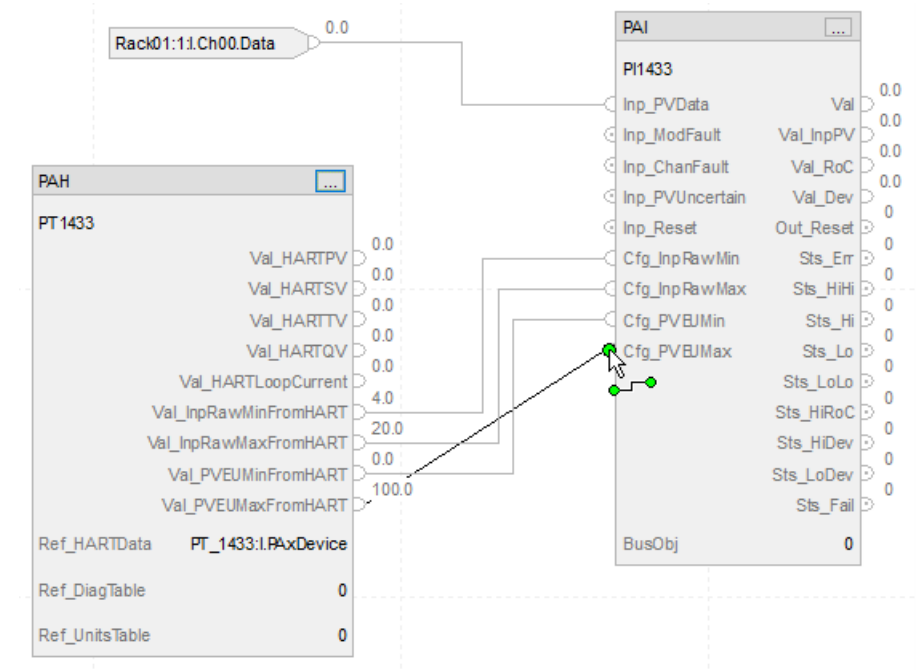 Rack01:1:I.Ch00.Data
0.0
PAH
...
PT1433
Val_HARTPV
0.0
Val_HARTSV
0.0
Val_HARTTV
0.0
Val_HARTQV
0.0
Val_HARTLoopCurrent
0.0
Val_InpRawMinFromHART
4.0
Val_InpRawMaxFromHART
20.0
Val_PVEUMinFromHART
0.0
Val_PVEUMaxFromHART
100.0
Ref_HARTData PT_1433:I.PAxDevice
Ref_DiagTable 0
Ref_UnitsTable 0
PAI
...
PI1433
Inp_PVData Val 0.0
Inp_ModFault Val_InpPV 0.0
Inp_ChanFault Val_RoC 0.0
Inp_PVUncertain Val_Dev 0.0
Inp_Reset Out_Reset 0
Cfg_InpRawMin Sts_Err 0
Cfg_InpRawMax Sts_HiHi 0
Cfg_PVEUMin Sts_Hi 0
Cfg_PVEUMax Sts_Lo 0
Sts_LoLo 0
Sts_HiRoC 0
Sts_HiDev 0
Sts_LoDev 0
Sts_Fail 0
BusObj 0